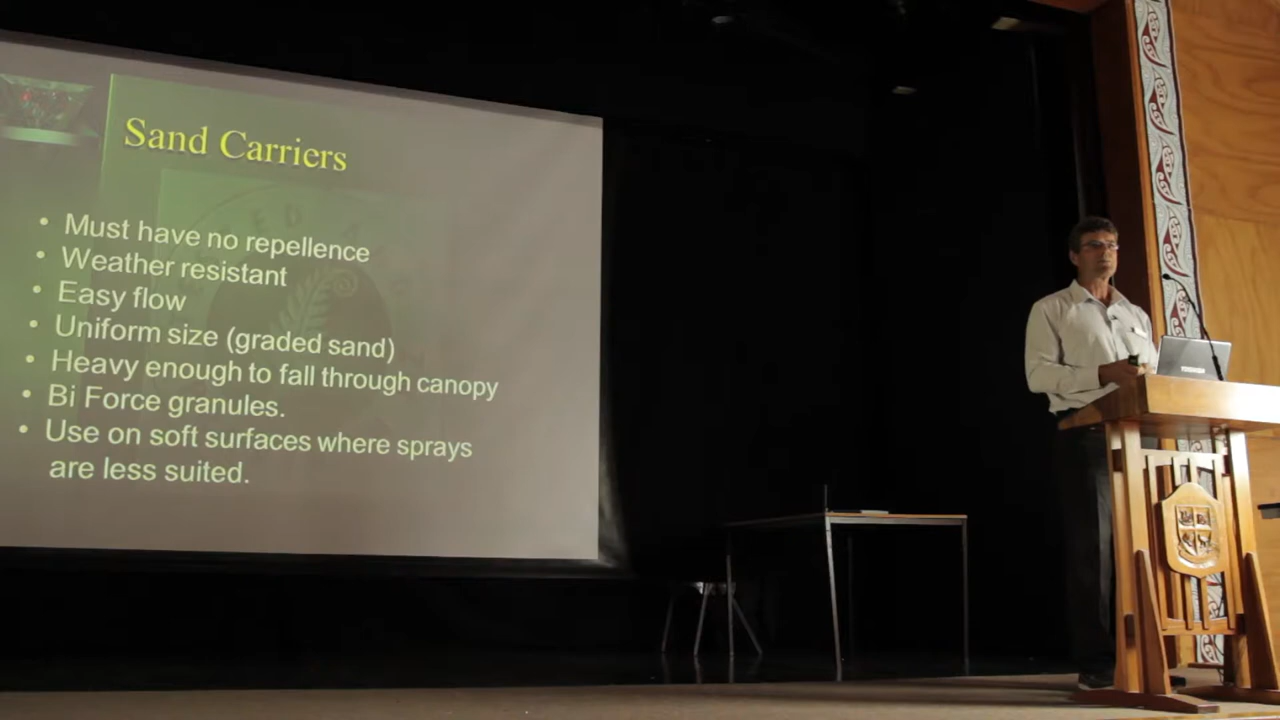 Sand Carriers
• Must have no repellence
• Weather resistant
• Easy flow
• Uniform size (graded sand)
• Heavy enough to fall through canopy
• Bi Force granules.
• Use on soft surfaces where sprays
are less suited.
TOSHIBA